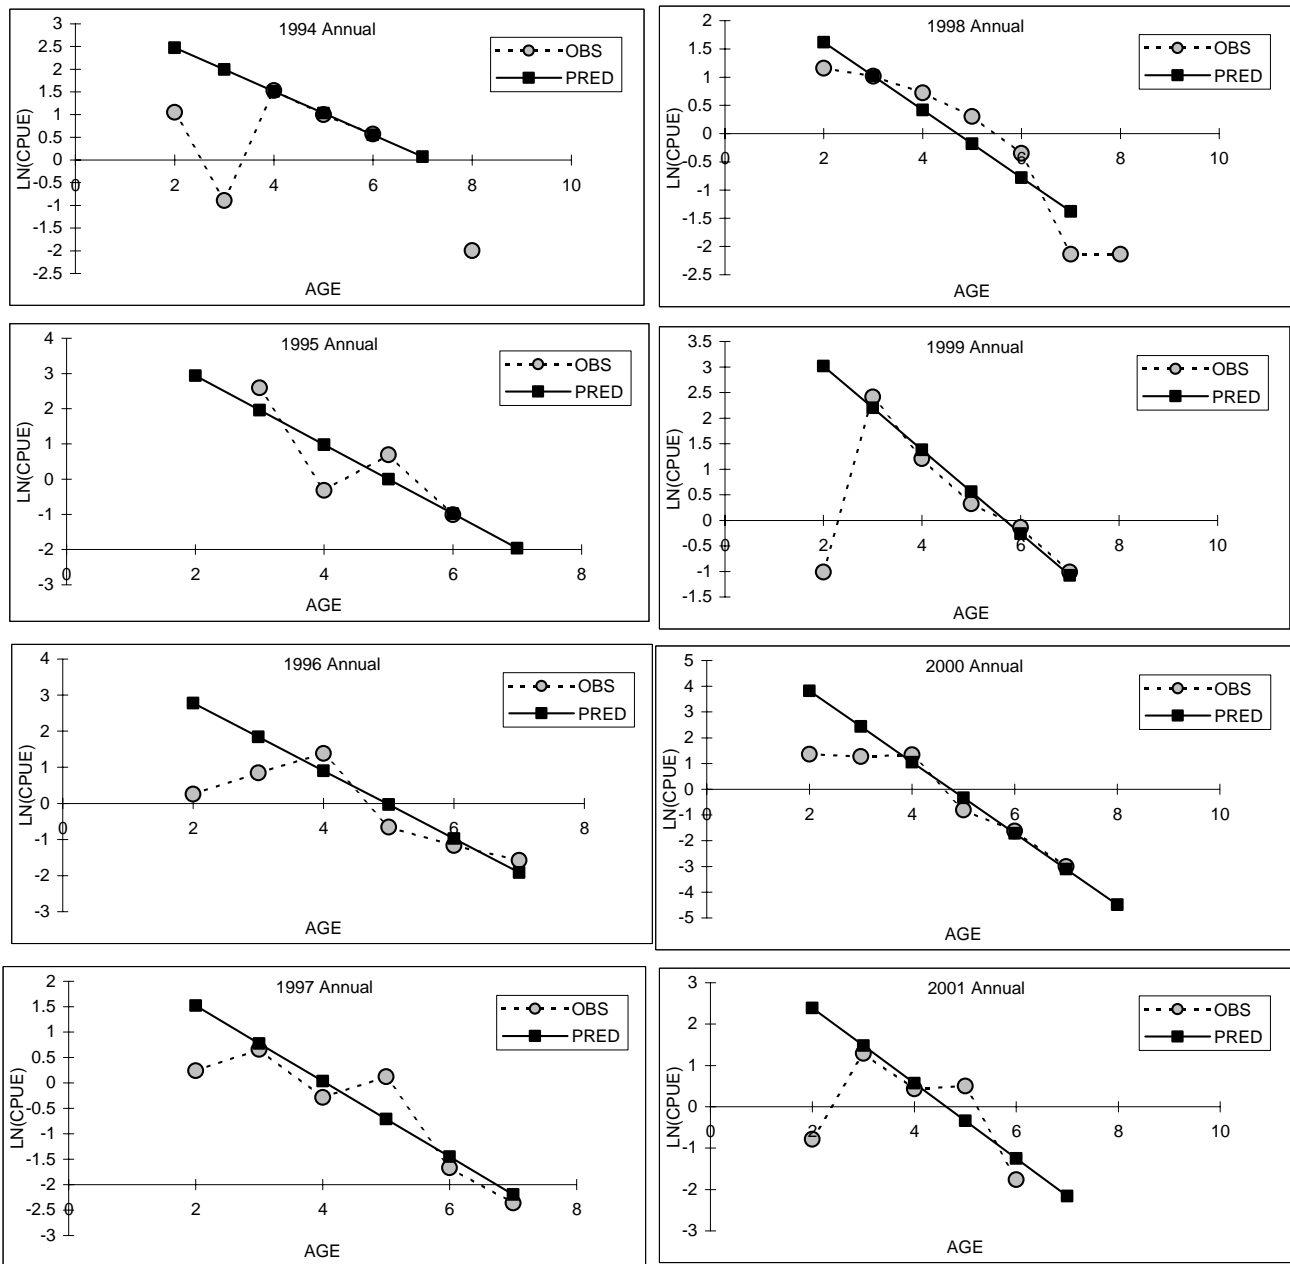 1994 Annual
3
2.5
2
1.5
1
0.5
0
-0.5
-1
-1.5
-2
-2.5
0 2 4 6 8 10
LN(CPUE)
AGE
OBS
PRED
1998 Annual
2
1.5
1
0.5
0
-0.5
-1
-1.5
-2
-2.5
0 2 4 6 8 10
LN(CPUE)
AGE
OBS
PRED
1995 Annual
4
3
2
1
0
-1
-2
-3
0 2 4 6 8
LN(CPUE)
AGE
OBS
PRED
1999 Annual
3.5
3
2.5
2
1.5
1
0.5
0
-0.5
-1
-1.5
0 2 4 6 8 10
LN(CPUE)
AGE
OBS
PRED
1996 Annual
4
3
2
1
0
-1
-2
-3
0 2 4 6 8
LN(CPUE)
AGE
OBS
PRED
2000 Annual
5
4
3
2
1
0
-1
-2
-3
-4
-5
0 2 4 6 8 10
LN(CPUE)
AGE
OBS
PRED
1997 Annual
2
1.5
1
0.5
0
-0.5
-1
-1.5
-2
-2.5
-3
0 2 4 6 8
LN(CPUE)
AGE
OBS
PRED
2001 Annual
3
2
1
0
-1
-2
-3
0 2 4 6 8 10
LN(CPUE)
AGE
OBS
PRED